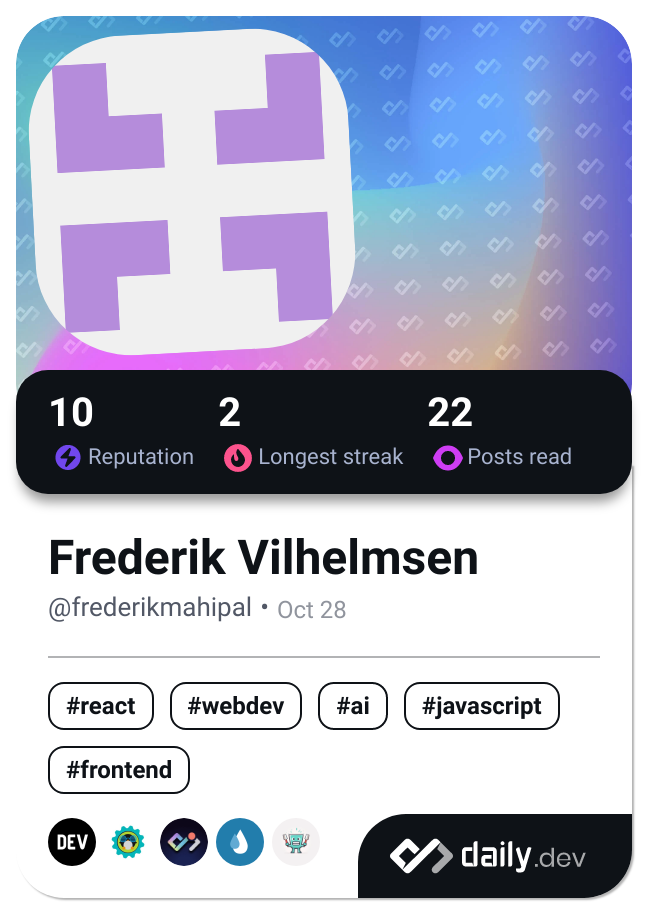 10 2 22
Reputation Longest streak Posts read
Frederik Vilhelmsen
@frederikmahipal • Oct 28
#react #webdev #ai #javascript
#frontend
DEV
daily.dev